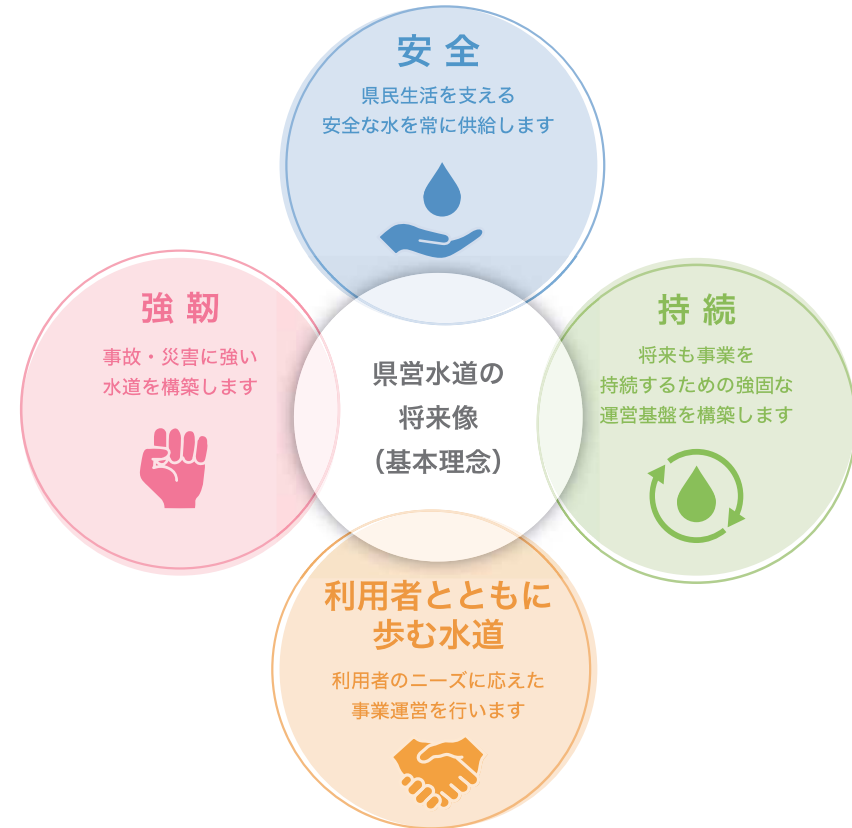 安全
県民生活を支える
安全な水を常に供給します
強靭
事故・災害に強い
水道を構築します
県営水道の
将来像
（基本理念）
持続
将来も事業を
持続するための強固な
運営基盤を構築します
利用者とともに
歩む水道
利用者のニーズに応えた
事業運営を行います